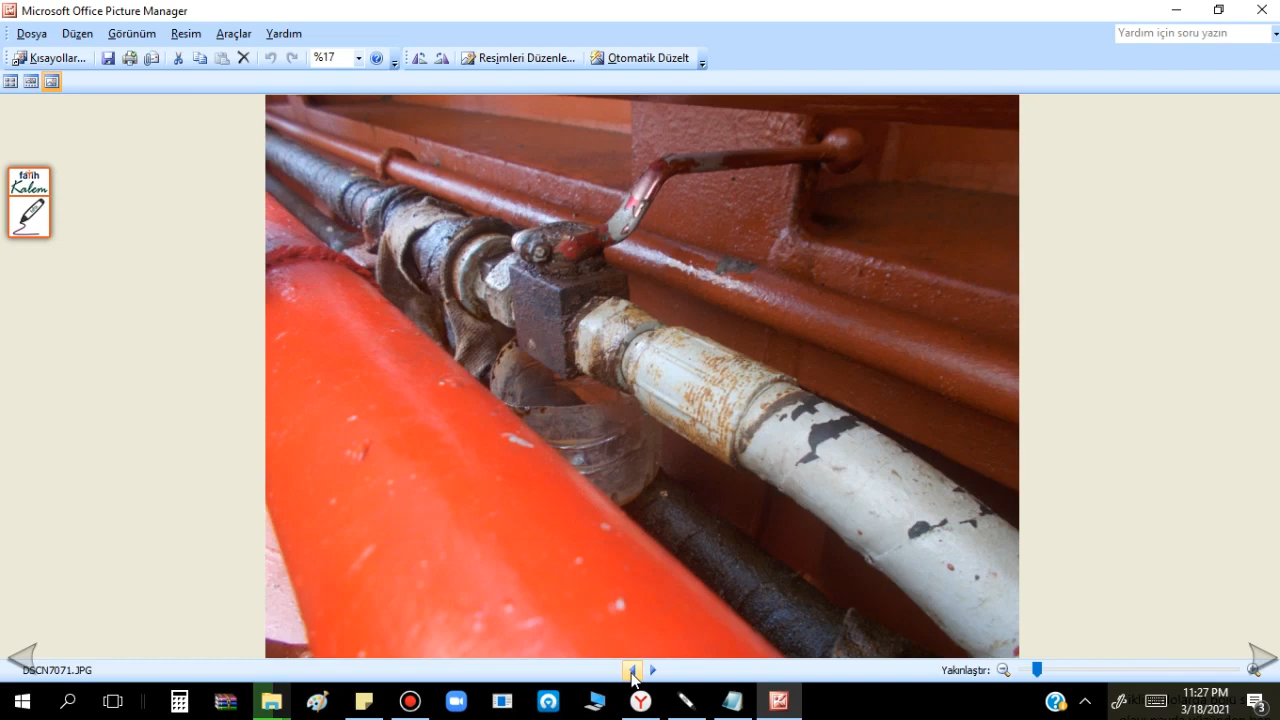 Microsoft Office Picture Manager
Dosya Düzen Görünüm Resim Araçlar Yardım
Yardım için soru yazın
Kısayollar... %17 Resimleri Düzenle... Otomatik Düzelt
fatih
Kalem
DSCN7071.JPG
Yakınlaştır:
11:27 PM
3/18/2021
3